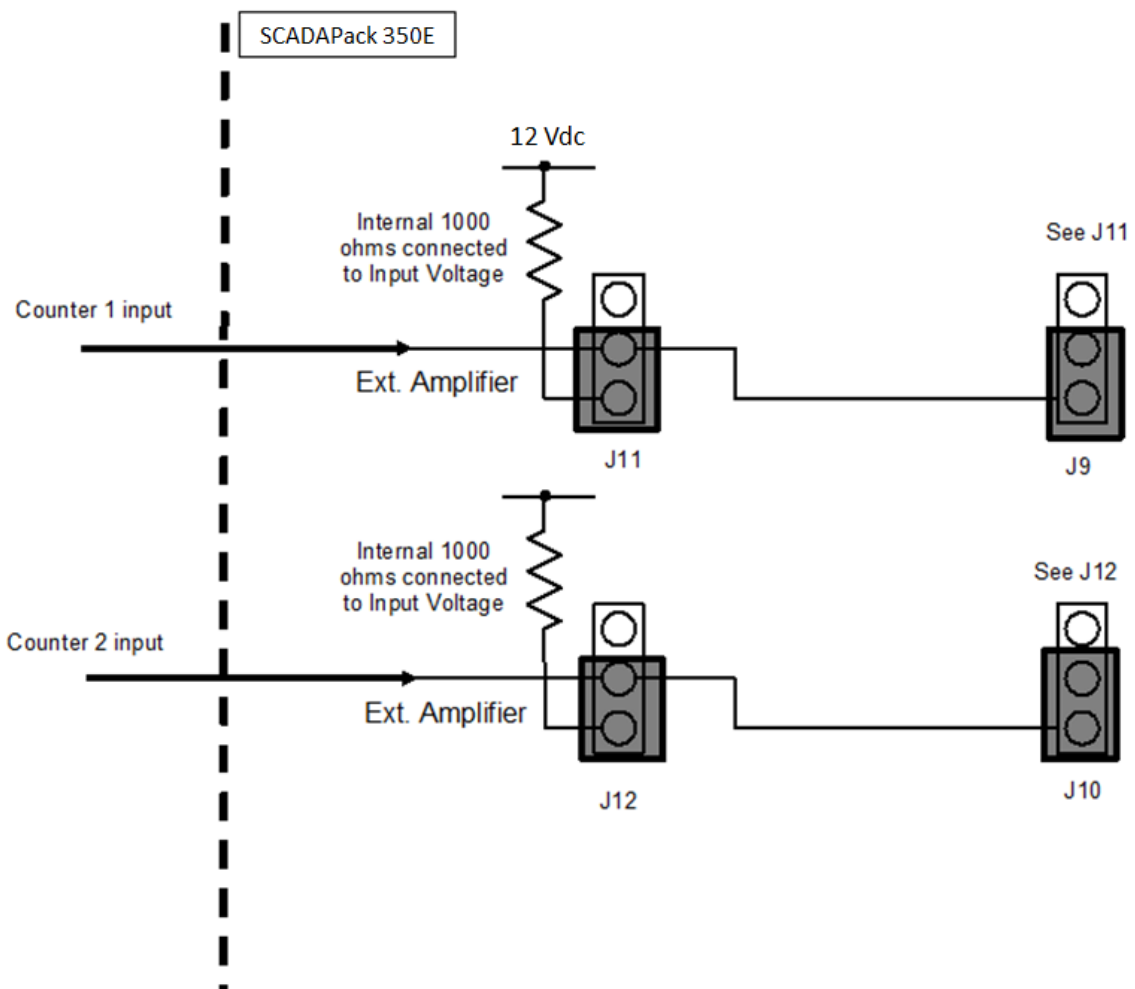 SCADAPack 350E
12 Vdc
Internal 1000
ohms connected
to Input Voltage
See J11
Counter 1 input
Ext. Amplifier
J11
J9
Internal 1000
ohms connected
to Input Voltage
See J12
Counter 2 input
Ext. Amplifier
J12
J10